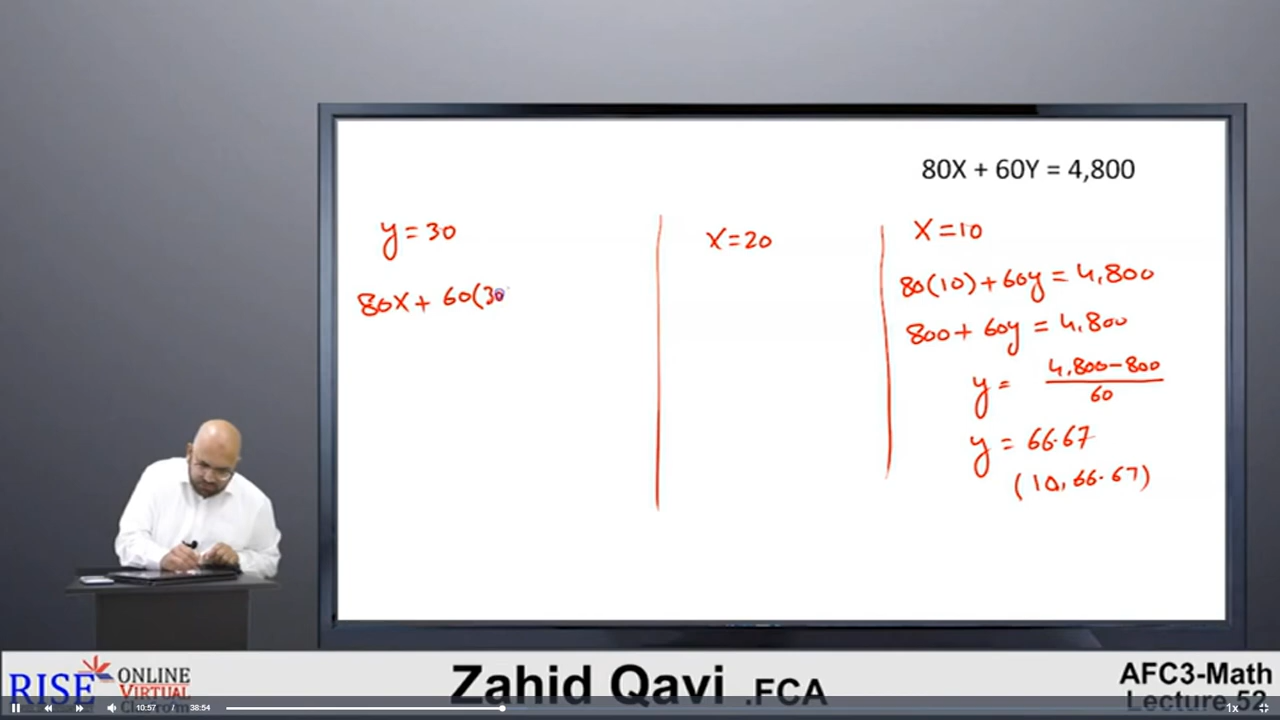 80X + 60Y = 4,800
y = 30
80X + 60(30
X = 20
X = 10
80(10) + 60y = 4,800
800 + 60y = 4,800
y = 4,800 - 800
60
y = 66.67
(10, 66.67)
RISE ONLINE
VIRTUAL
Classroom
Zahid Qavi .FCA
AFC3-Math
Lecture 52
10:57 / 38:54
1x